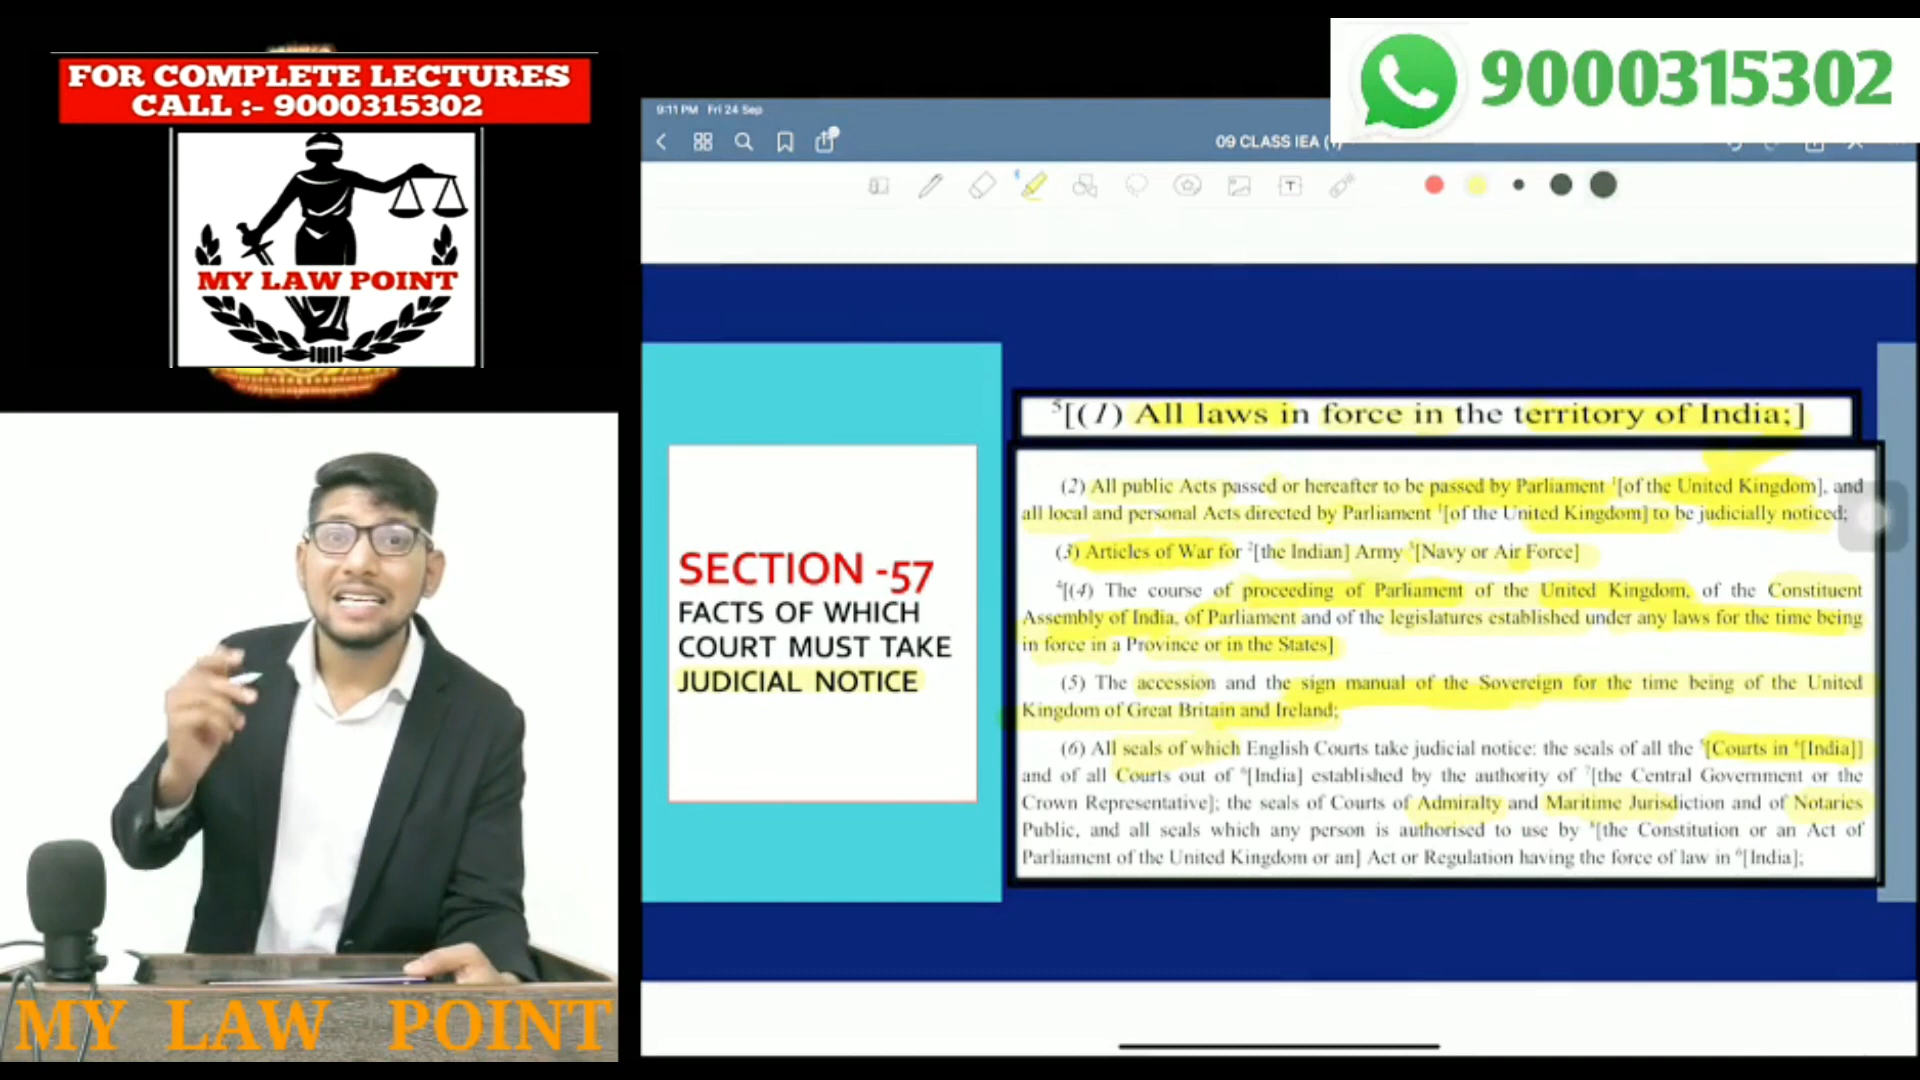 FOR COMPLETE LECTURES
CALL :- 9000315302
MY LAW POINT
MY LAW POINT
9000315302
9:11 PM Fri 24 Sep
09 CLASS IEA
SECTION -57
FACTS OF WHICH
COURT MUST TAKE
JUDICIAL NOTICE
5[(1) All laws in force in the territory of India;]
(2) All public Acts passed or hereafter to be passed by Parliament 1[of the United Kingdom], and
all local and personal Acts directed by Parliament 1[of the United Kingdom] to be judicially noticed;
(3) Articles of War for 2[the Indian] Army 3[Navy or Air Force]
4[(4) The course of proceeding of Parliament of the United Kingdom, of the Constituent
Assembly of India, of Parliament and of the legislatures established under any laws for the time being
in force in a Province or in the States]
(5) The accession and the sign manual of the Sovereign for the time being of the United
Kingdom of Great Britain and Ireland;
(6) All seals of which English Courts take judicial notice: the seals of all the 5[Courts in 6[India]]
and of all Courts out of 6[India] established by the authority of 7[the Central Government or the
Crown Representative]; the seals of Courts of Admiralty and Maritime Jurisdiction and of Notaries
Public, and all seals which any person is authorised to use by 8[the Constitution or an Act of
Parliament of the United Kingdom or an] Act or Regulation having the force of law in 6[India];